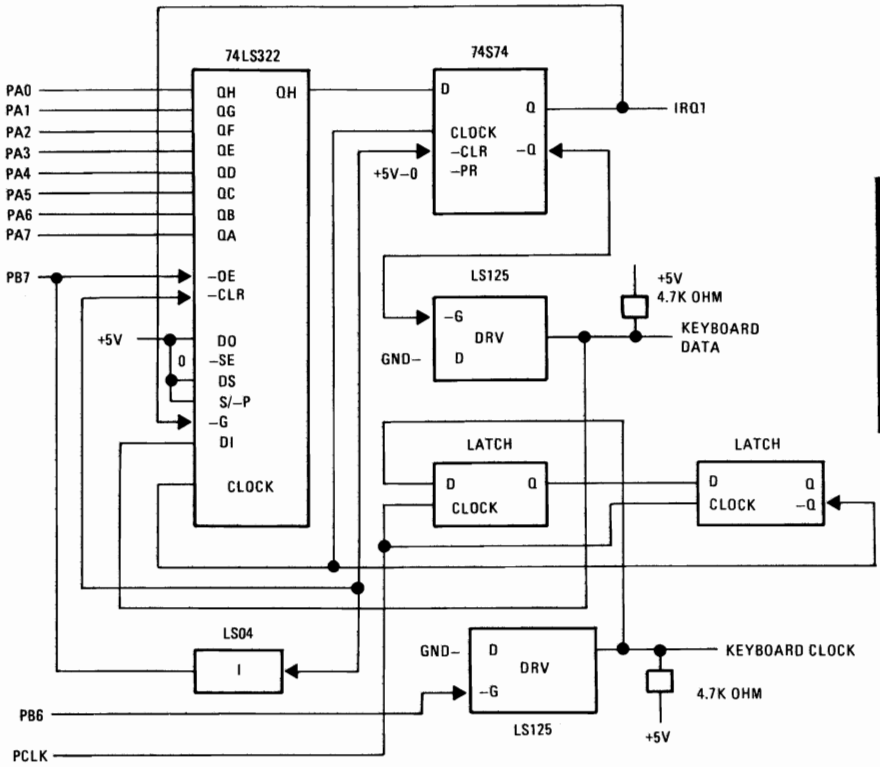 74LS322
74S74
PA0
PA1
PA2
PA3
PA4
PA5
PA6
PA7
PB7
QH QH
QG
QF
QE
QD
QC
QB
QA
-OE
-CLR
+5V
DO
0 -SE
DS
S/-P
-G
DI
CLOCK
D
Q
CLOCK
-CLR
-Q
+5V-0
-PR
IRQ1
LS125
-G
DRV
GND-
D
+5V
4.7K OHM
KEYBOARD
DATA
LATCH
D Q
CLOCK
LATCH
D Q
CLOCK
-Q
LS04
I
GND-
D
DRV
-G
LS125
KEYBOARD CLOCK
4.7K OHM
+5V
PB6
PCLK